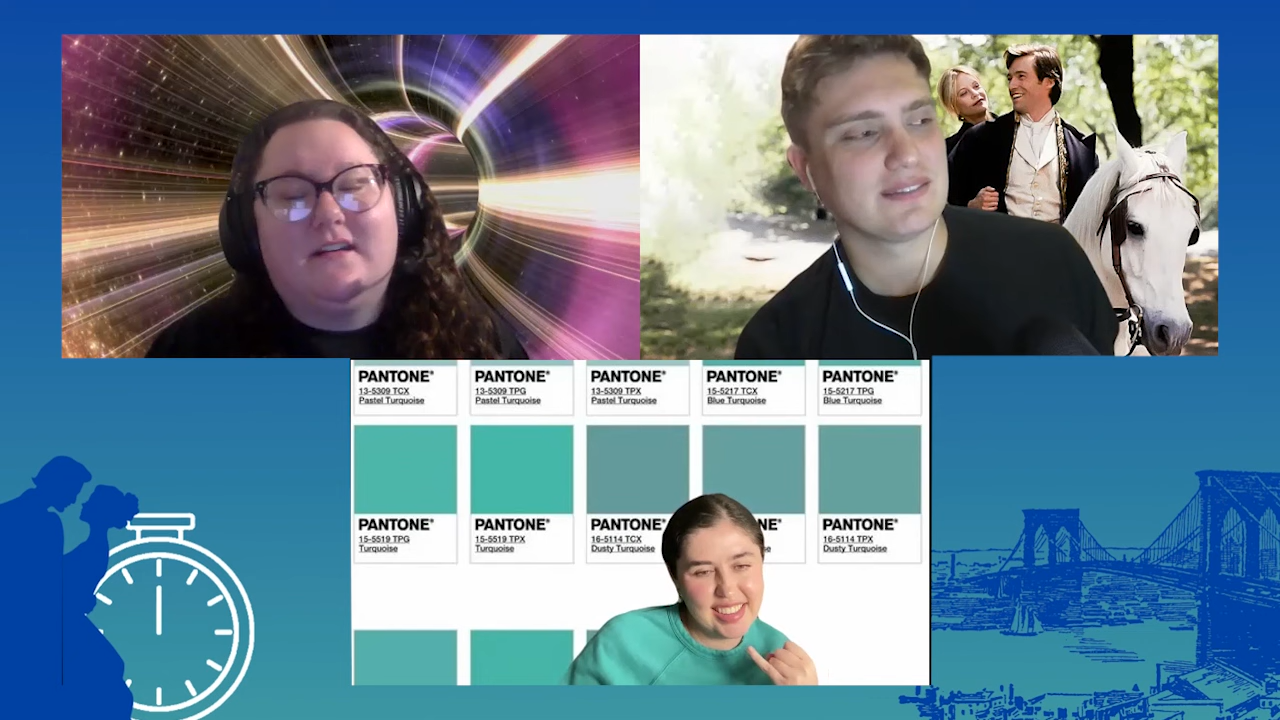 PANTONE®
13-5309 TCX
Pastel Turquoise
PANTONE®
13-5309 TPG
Pastel Turquoise
PANTONE®
13-5309 TPX
Pastel Turquoise
PANTONE®
15-5217 TCX
Blue Turquoise
PANTONE®
15-5217 TPG
Blue Turquoise
PANTONE®
15-5519 TPG
Turquoise
PANTONE®
15-5519 TPX
Turquoise
PANTONE
16-5114 TCX
Dusty Turquoise
NE®
PANTONE®
16-5114 TPX
Dusty Turquoise